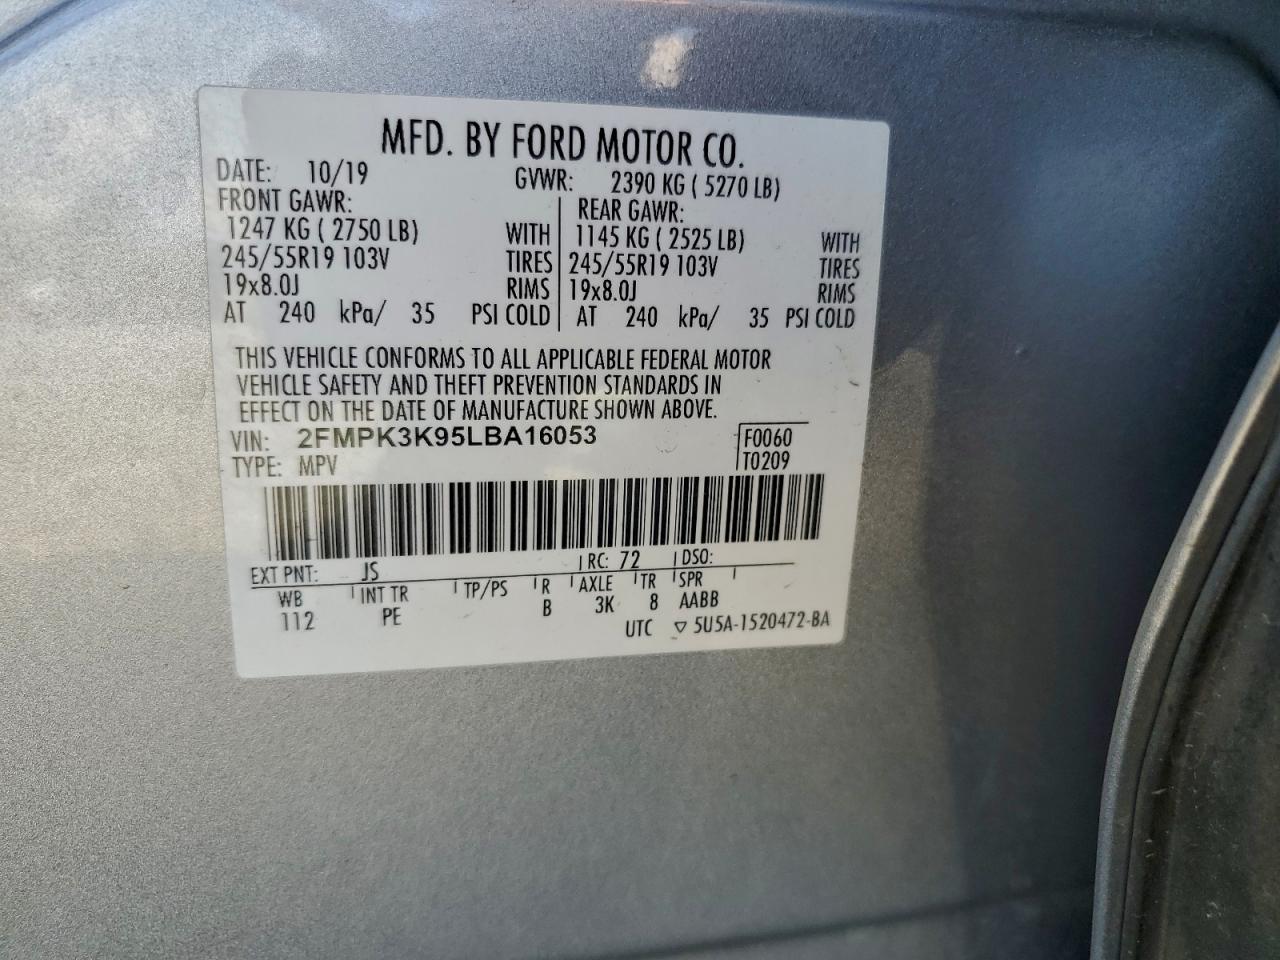 MFD. BY FORD MOTOR CO.
DATE: 10/19 GVWR: 2390 KG ( 5270 LB)
FRONT GAWR: REAR GAWR:
1247 KG ( 2750 LB) WITH 1145 KG ( 2525 LB) WITH
245/55R19 103V TIRES 245/55R19 103V TIRES
19x8.0J RIMS 19x8.0J RIMS
AT 240 kPa/ 35 PSI COLD AT 240 kPa/ 35 PSI COLD
THIS VEHICLE CONFORMS TO ALL APPLICABLE FEDERAL MOTOR
VEHICLE SAFETY AND THEFT PREVENTION STANDARDS IN
EFFECT ON THE DATE OF MANUFACTURE SHOWN ABOVE.
VIN: 2FMPK3K95LBA16053 F0060
TYPE: MPV T0209
EXT PNT: JS RC: 72 DSO:
WB INT TR TP/PS R AXLE TR SPR
112 PE B 3K 8 AABB
UTC ▽ 5U5A-1520472-BA